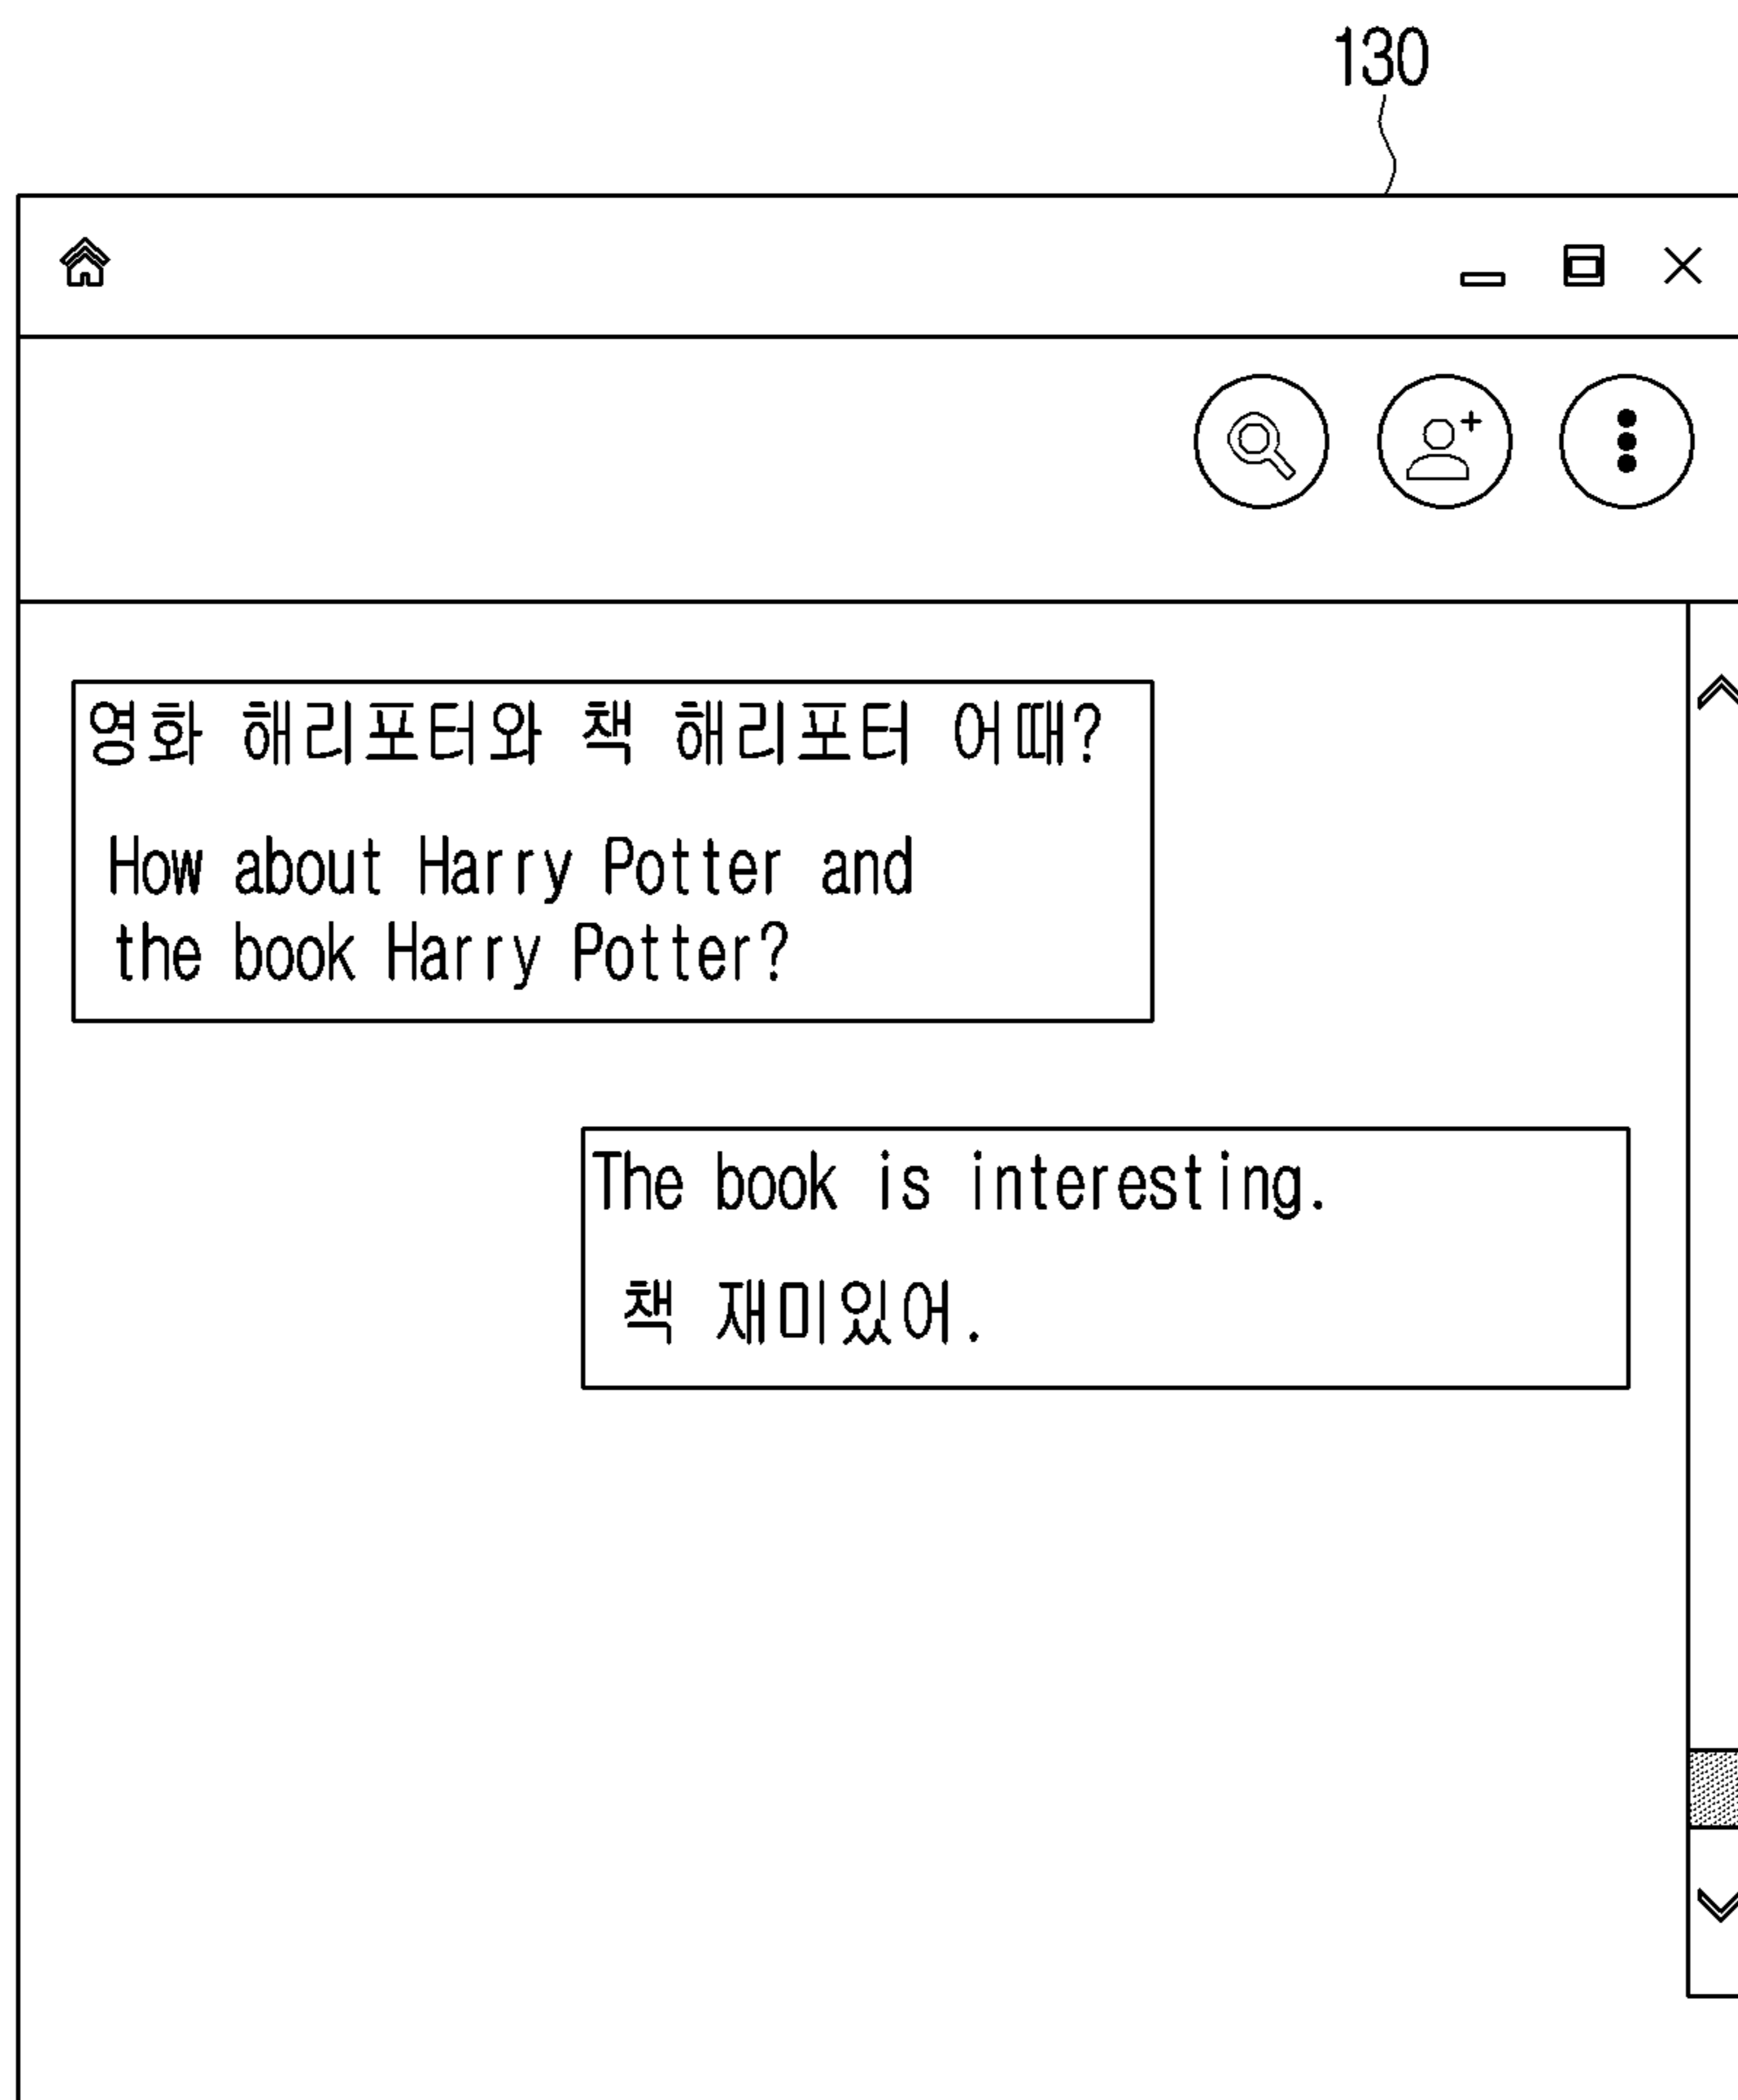 130
영화 해리포터와 책 해리포터 어때?
How about Harry Potter and
the book Harry Potter?
The book is interesting.
책 재미있어.